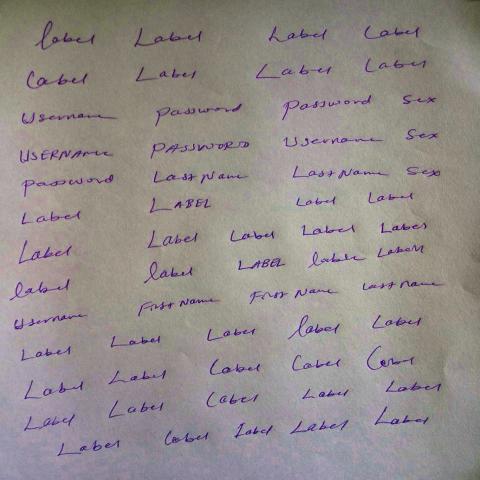 label Label Label Label
Label Label Label Label
Username Password Password Sex
USERNAME PASSWORD Username Sex
Password Last Name Last Name Sex
Label LABEL Label Label
Label Label Label Label Label
label label LABEL lable Labell
Username First Name First Name Last name
Label Label Label label Label
Label Label Label Label Label
Label Label Label Label Label
Label Label Label Label Label